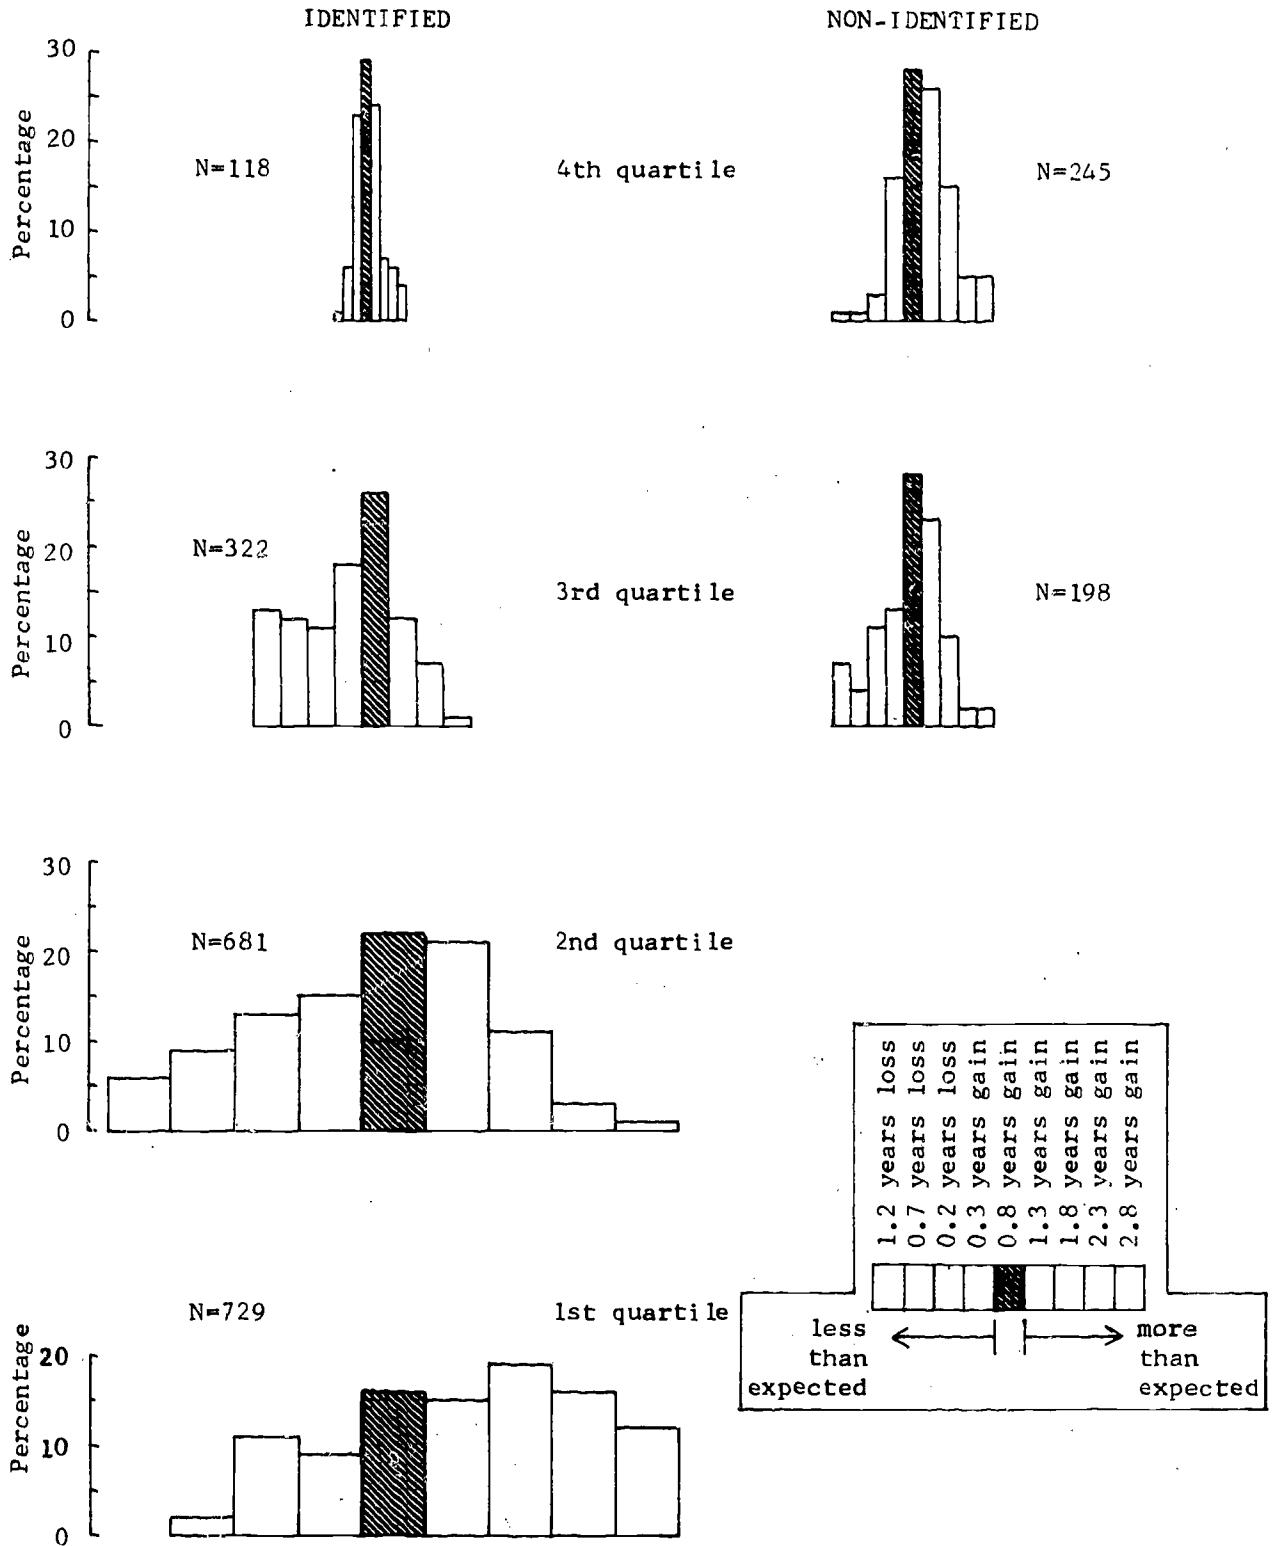 IDENTIFIED
NON-IDENTIFIED
30
20
10
0
Percentage
N=118
4th quartile
N=245
30
20
10
0
Percentage
N=322
3rd quartile
N=198
30
20
10
0
Percentage
N=681
2nd quartile
20
10
0
Percentage
N=729
1st quartile
1.2 years loss
0.7 years loss
0.2 years loss
0.3 years gain
0.8 years gain
1.3 years gain
1.8 years gain
2.3 years gain
2.8 years gain
less
than
expected
more
than
expected